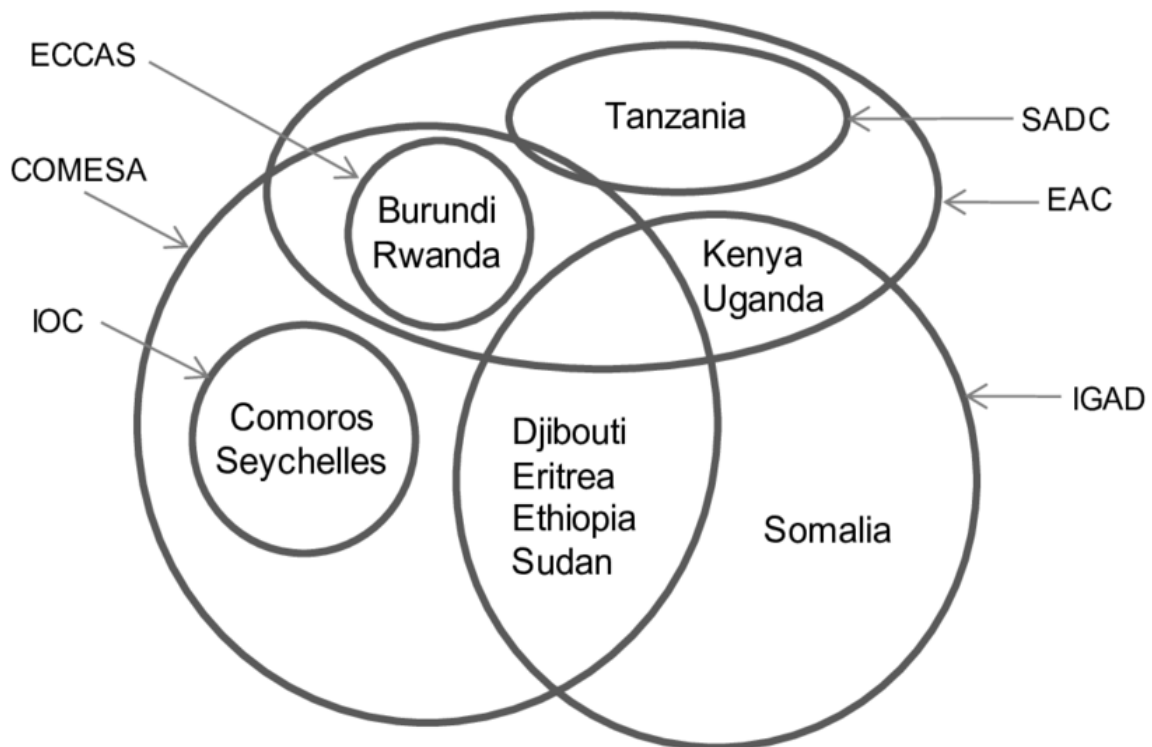 ECCAS
Tanzania
SADC
COMESA
EAC
Burundi
Rwanda
Kenya
Uganda
IOC
IGAD
Comoros
Seychelles
Djibouti
Eritrea
Ethiopia
Sudan
Somalia